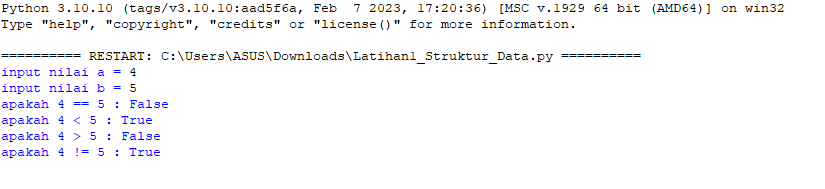 Python 3.10.10 (tags/v3.10.10:aad5f6a, Feb  7 2023, 17:20:36) [MSC v.1929 64 bit (AMD64)] on win32
Type "help", "copyright", "credits" or "license()" for more information.
========== RESTART: C:\Users\ASUS\Downloads\Latihan1_Struktur_Data.py ==========
input nilai a = 4
input nilai b = 5
apakah 4 == 5 : False
apakah 4 < 5 : True
apakah 4 > 5 : False
apakah 4 != 5 : True